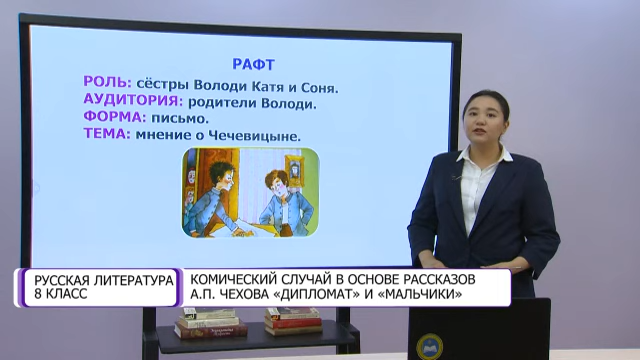 РАФТ
РОЛЬ: сёстры Володи Катя и Соня.
АУДИТОРИЯ: родители Володи.
ФОРМА: письмо.
ТЕМА: мнение о Чечевицыне.
РУССКАЯ ЛИТЕРАТУРА
8 КЛАСС
КОМИЧЕСКИЙ СЛУЧАЙ В ОСНОВЕ РАССКАЗОВ
А.П. ЧЕХОВА «ДИПЛОМАТ» И «МАЛЬЧИКИ»